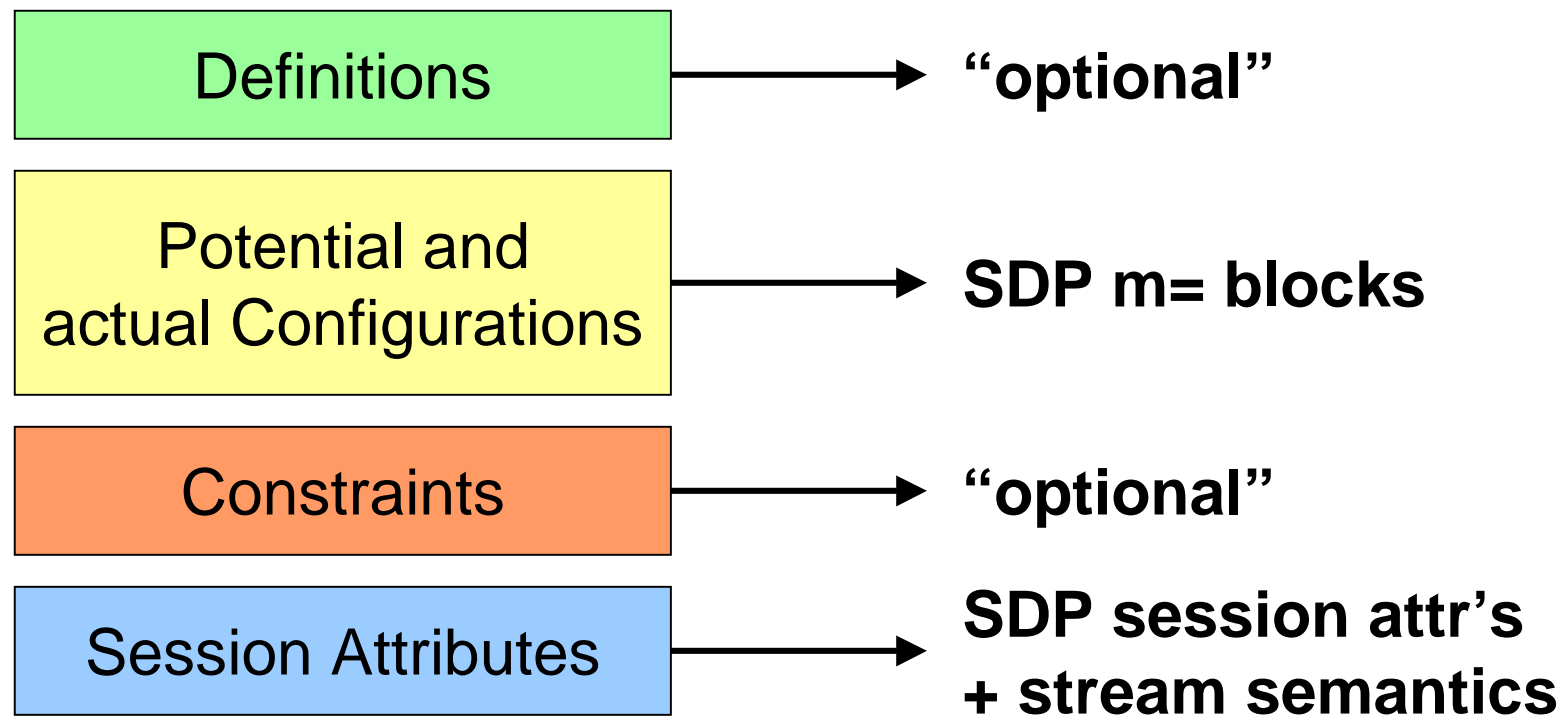 Definitions
“optional”
Potential and
actual Configurations
SDP m= blocks
Constraints
“optional”
Session Attributes
SDP session attr’s
+ stream semantics